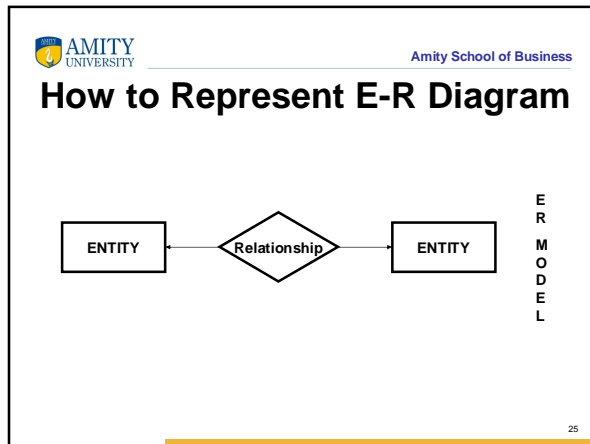 AMITY
UNIVERSITY
Amity School of Business
How to Represent E-R Diagram
ENTITY
Relationship
ENTITY
E
R
M
O
D
E
L
25